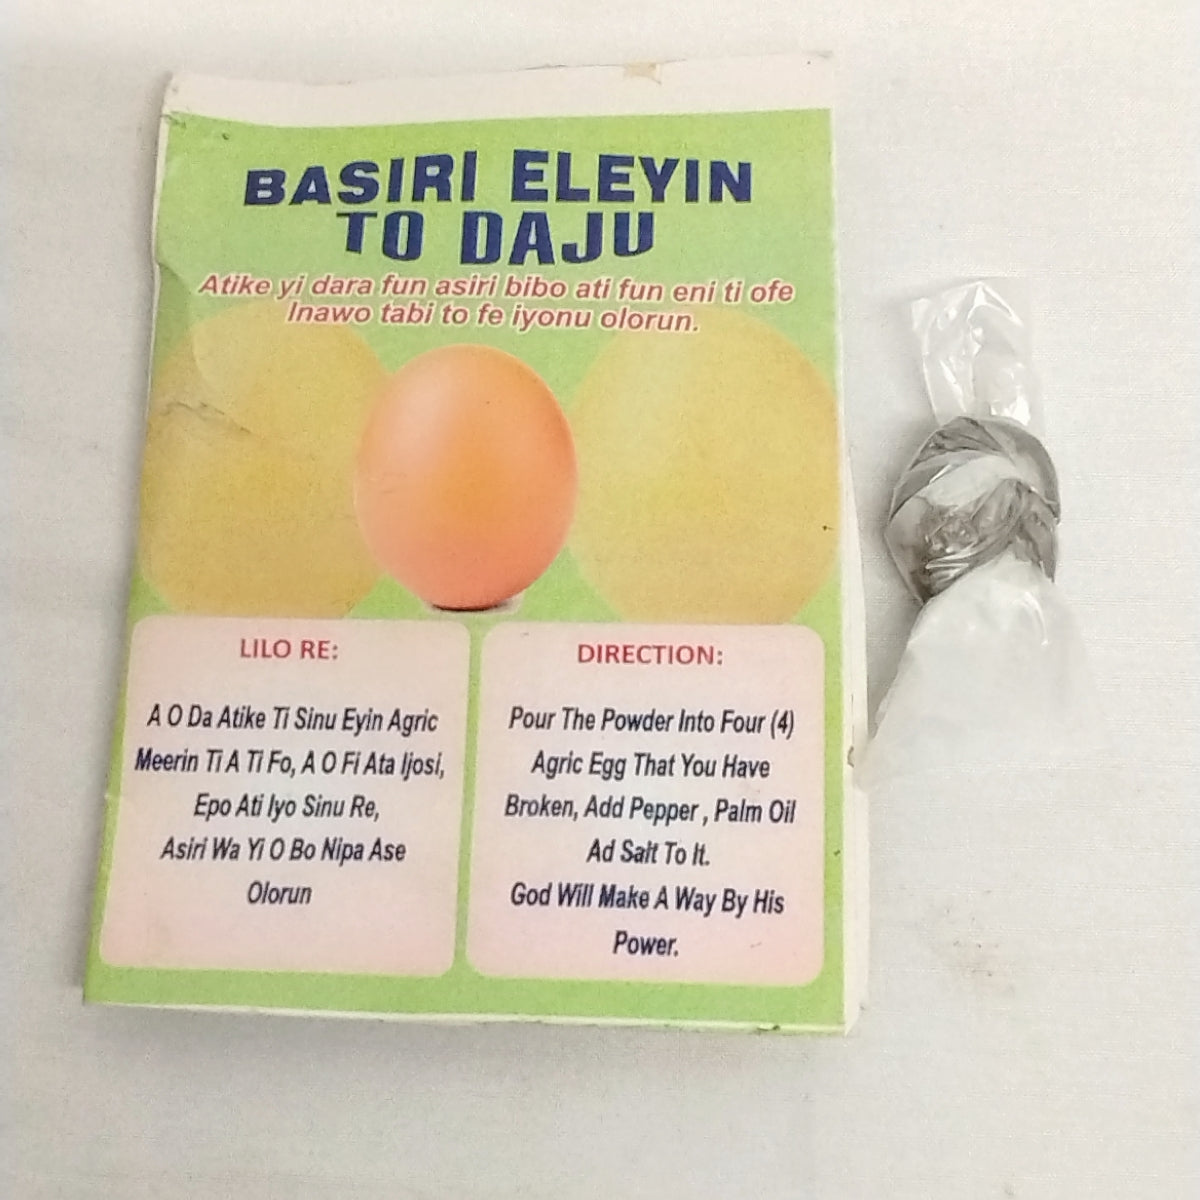 BASIRI ELEYIN
TO DAJU
Atike yi dara fun asiri bibo ati fun eni ti ofe
Inawo tabi to fe iyonu olorun.
LILO RE:
A O Da Atike Ti Sinu Eyin Agric
Meerin Ti A Ti Fo, A O Fi Ata Ijosi,
Epo Ati Iyo Sinu Re,
Asiri Wa Yi O Bo Nipa Ase
Olorun
DIRECTION:
Pour The Powder Into Four (4)
Agric Egg That You Have
Broken, Add Pepper , Palm Oil
Ad Salt To It.
God Will Make A Way By His
Power.